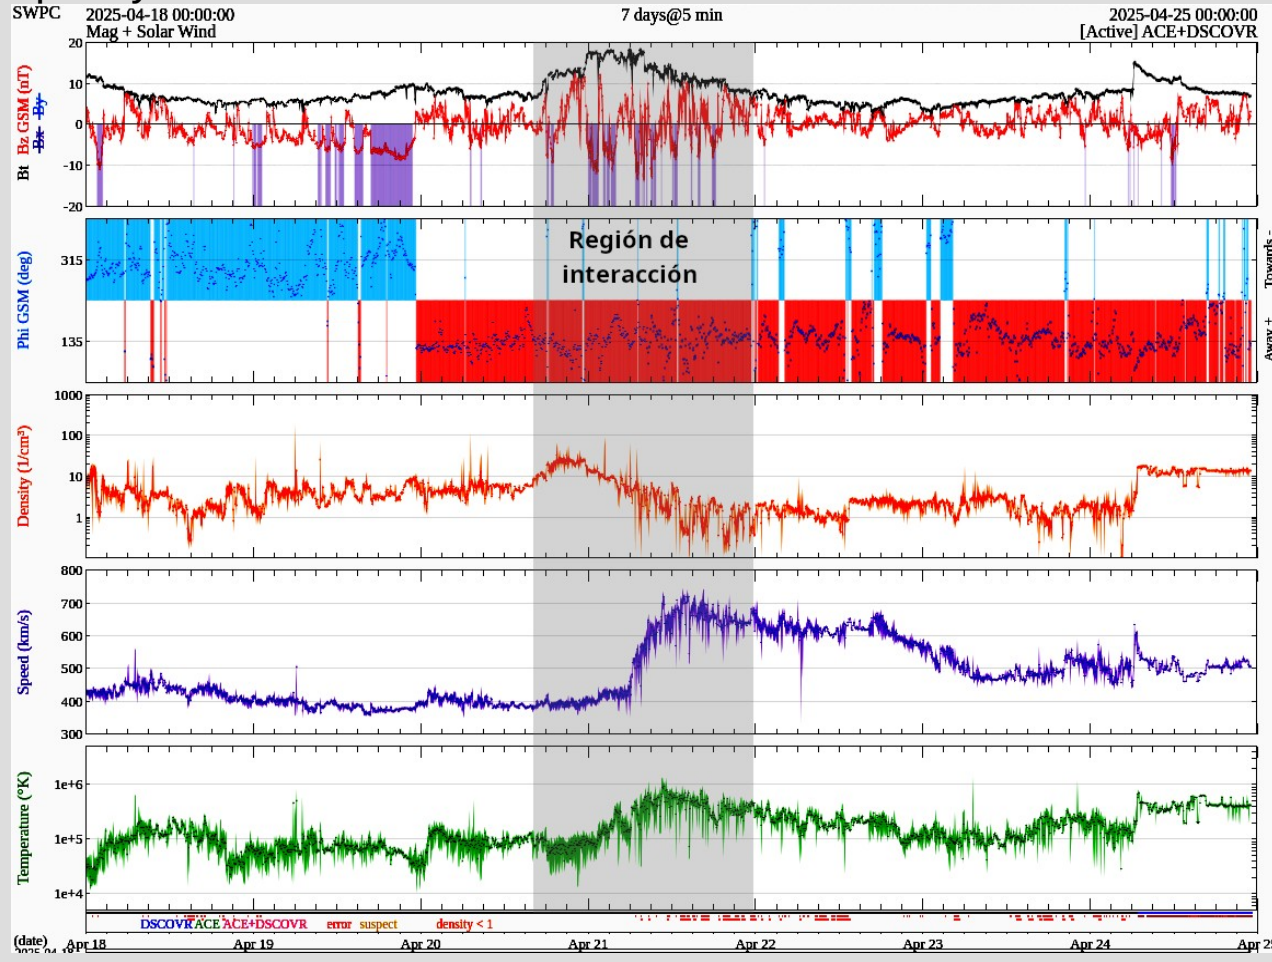 SWPC
2025-04-18 00:00:00
7 days@5 min
2025-04-25 00:00:00
Mag + Solar Wind
[Active] ACE+DSCOVR
Bt Bz GSM (nT)
Bx By
20
10
0
-10
-20
Phi GSM (deg)
315
135
Región de
interacción
Towards -
Away +
Density (1/cm³)
1000
100
10
1
Speed (km/s)
800
700
600
500
400
300
Temperature (°K)
1e+6
1e+5
1e+4
DSCOVR ACE ACE+DSCOVR error suspect density < 1
(date) Apr 18 Apr 19 Apr 20 Apr 21 Apr 22 Apr 23 Apr 24 Apr